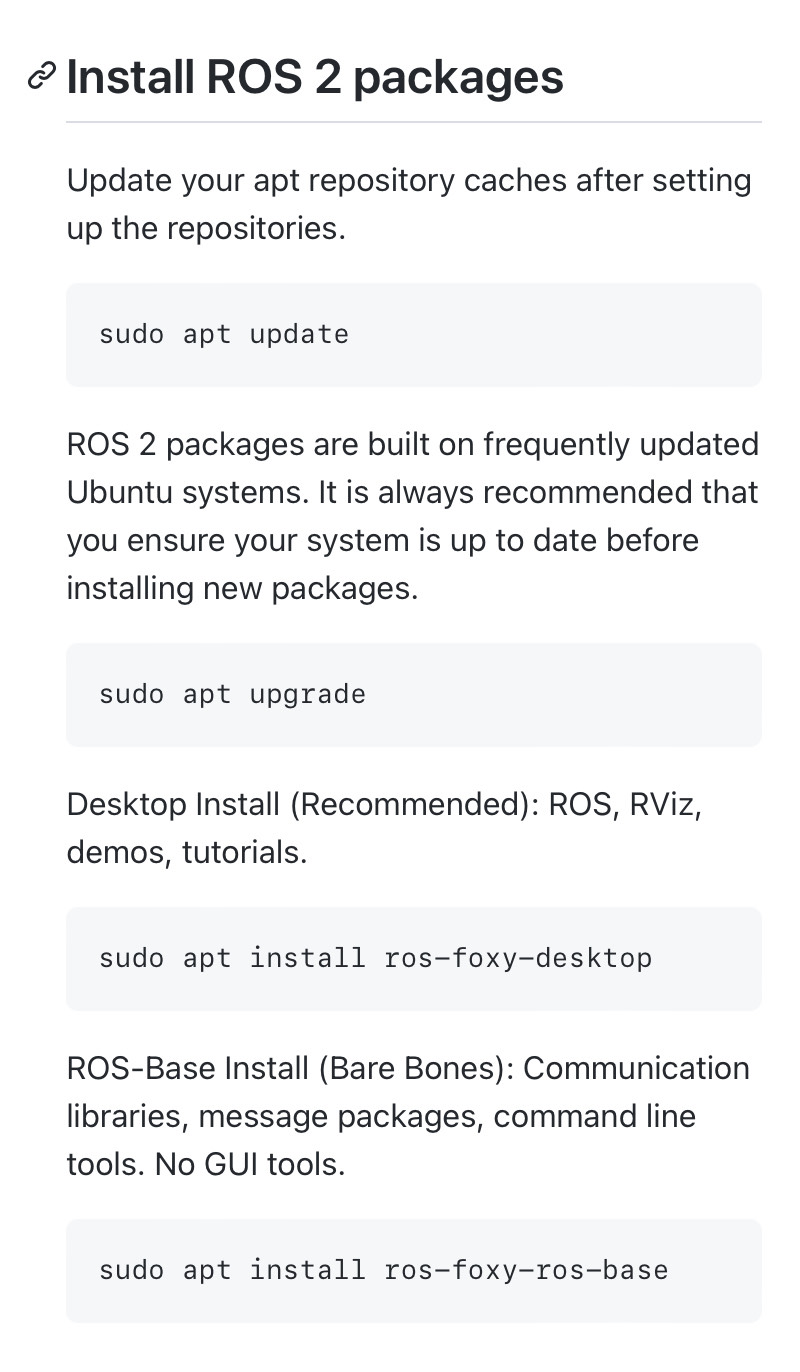 Install ROS 2 packages
Update your apt repository caches after setting
up the repositories.
sudo apt update
ROS 2 packages are built on frequently updated
Ubuntu systems. It is always recommended that
you ensure your system is up to date before
installing new packages.
sudo apt upgrade
Desktop Install (Recommended): ROS, RViz,
demos, tutorials.
sudo apt install ros-foxy-desktop
ROS-Base Install (Bare Bones): Communication
libraries, message packages, command line
tools. No GUI tools.
sudo apt install ros-foxy-ros-base